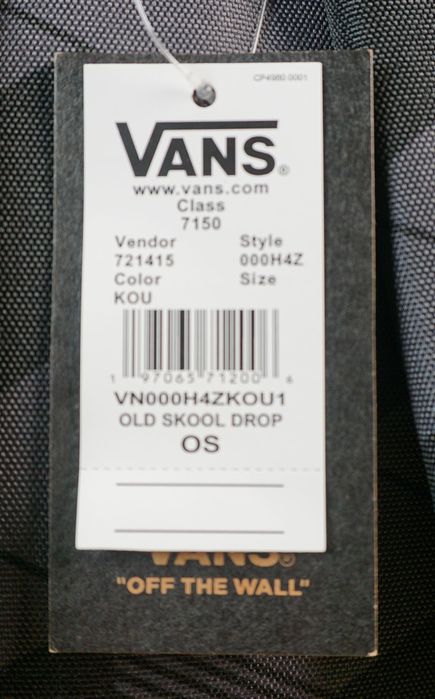 CP4980.0001
VANS®
www.vans.com
Class
7150
Vendor Style
721415 000H4Z
Color Size
KOU
1 97065 71200 6
VN000H4ZKOU1
OLD SKOOL DROP
OS
VANS®
"OFF THE WALL"